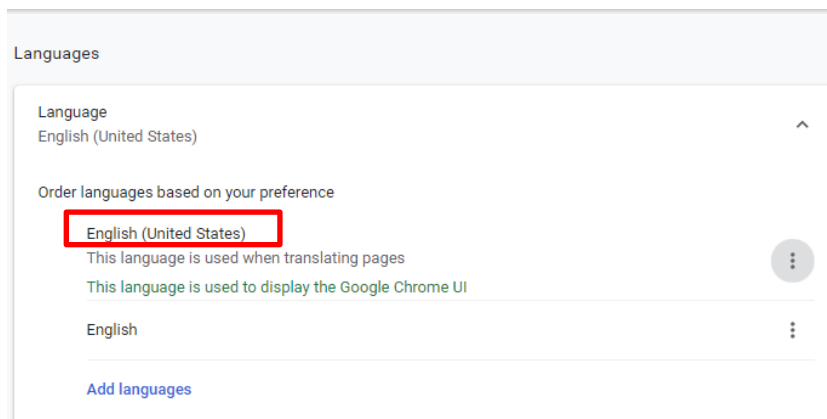 Languages
Language
English (United States)
Order languages based on your preference
English (United States)
This language is used when translating pages
This language is used to display the Google Chrome UI
English
Add languages